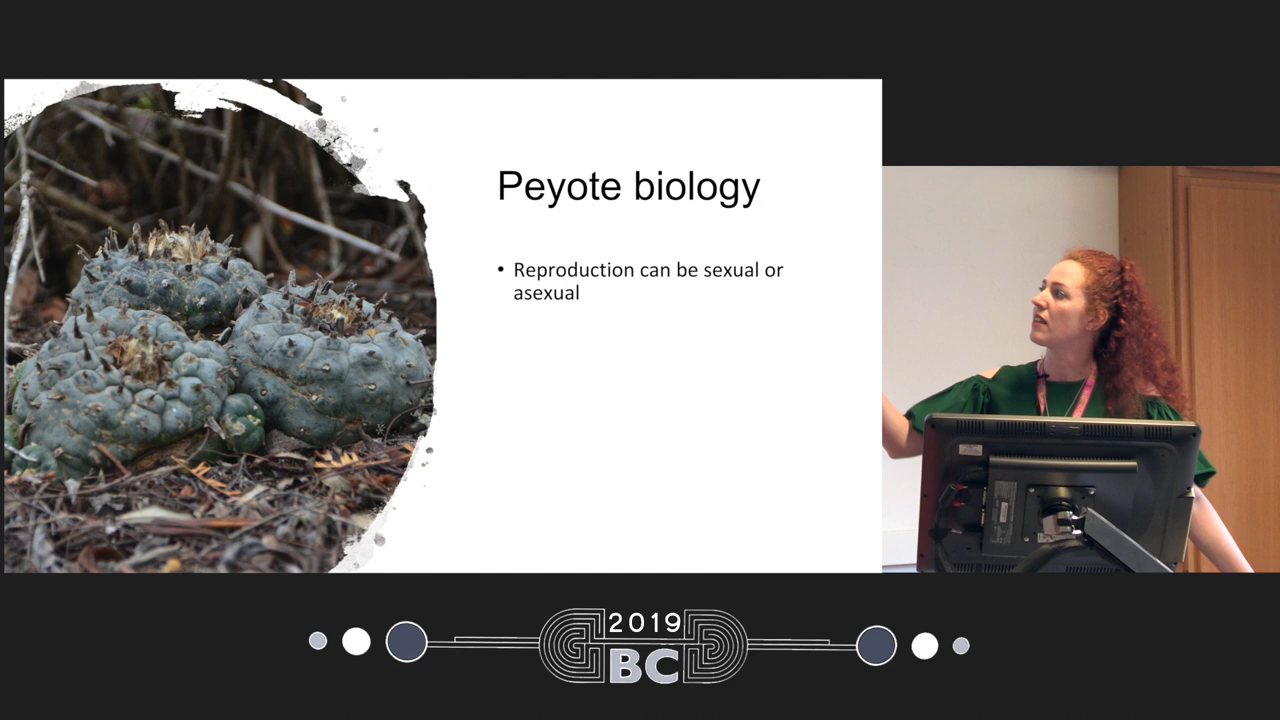 Peyote biology
• Reproduction can be sexual or
asexual
2019
BC